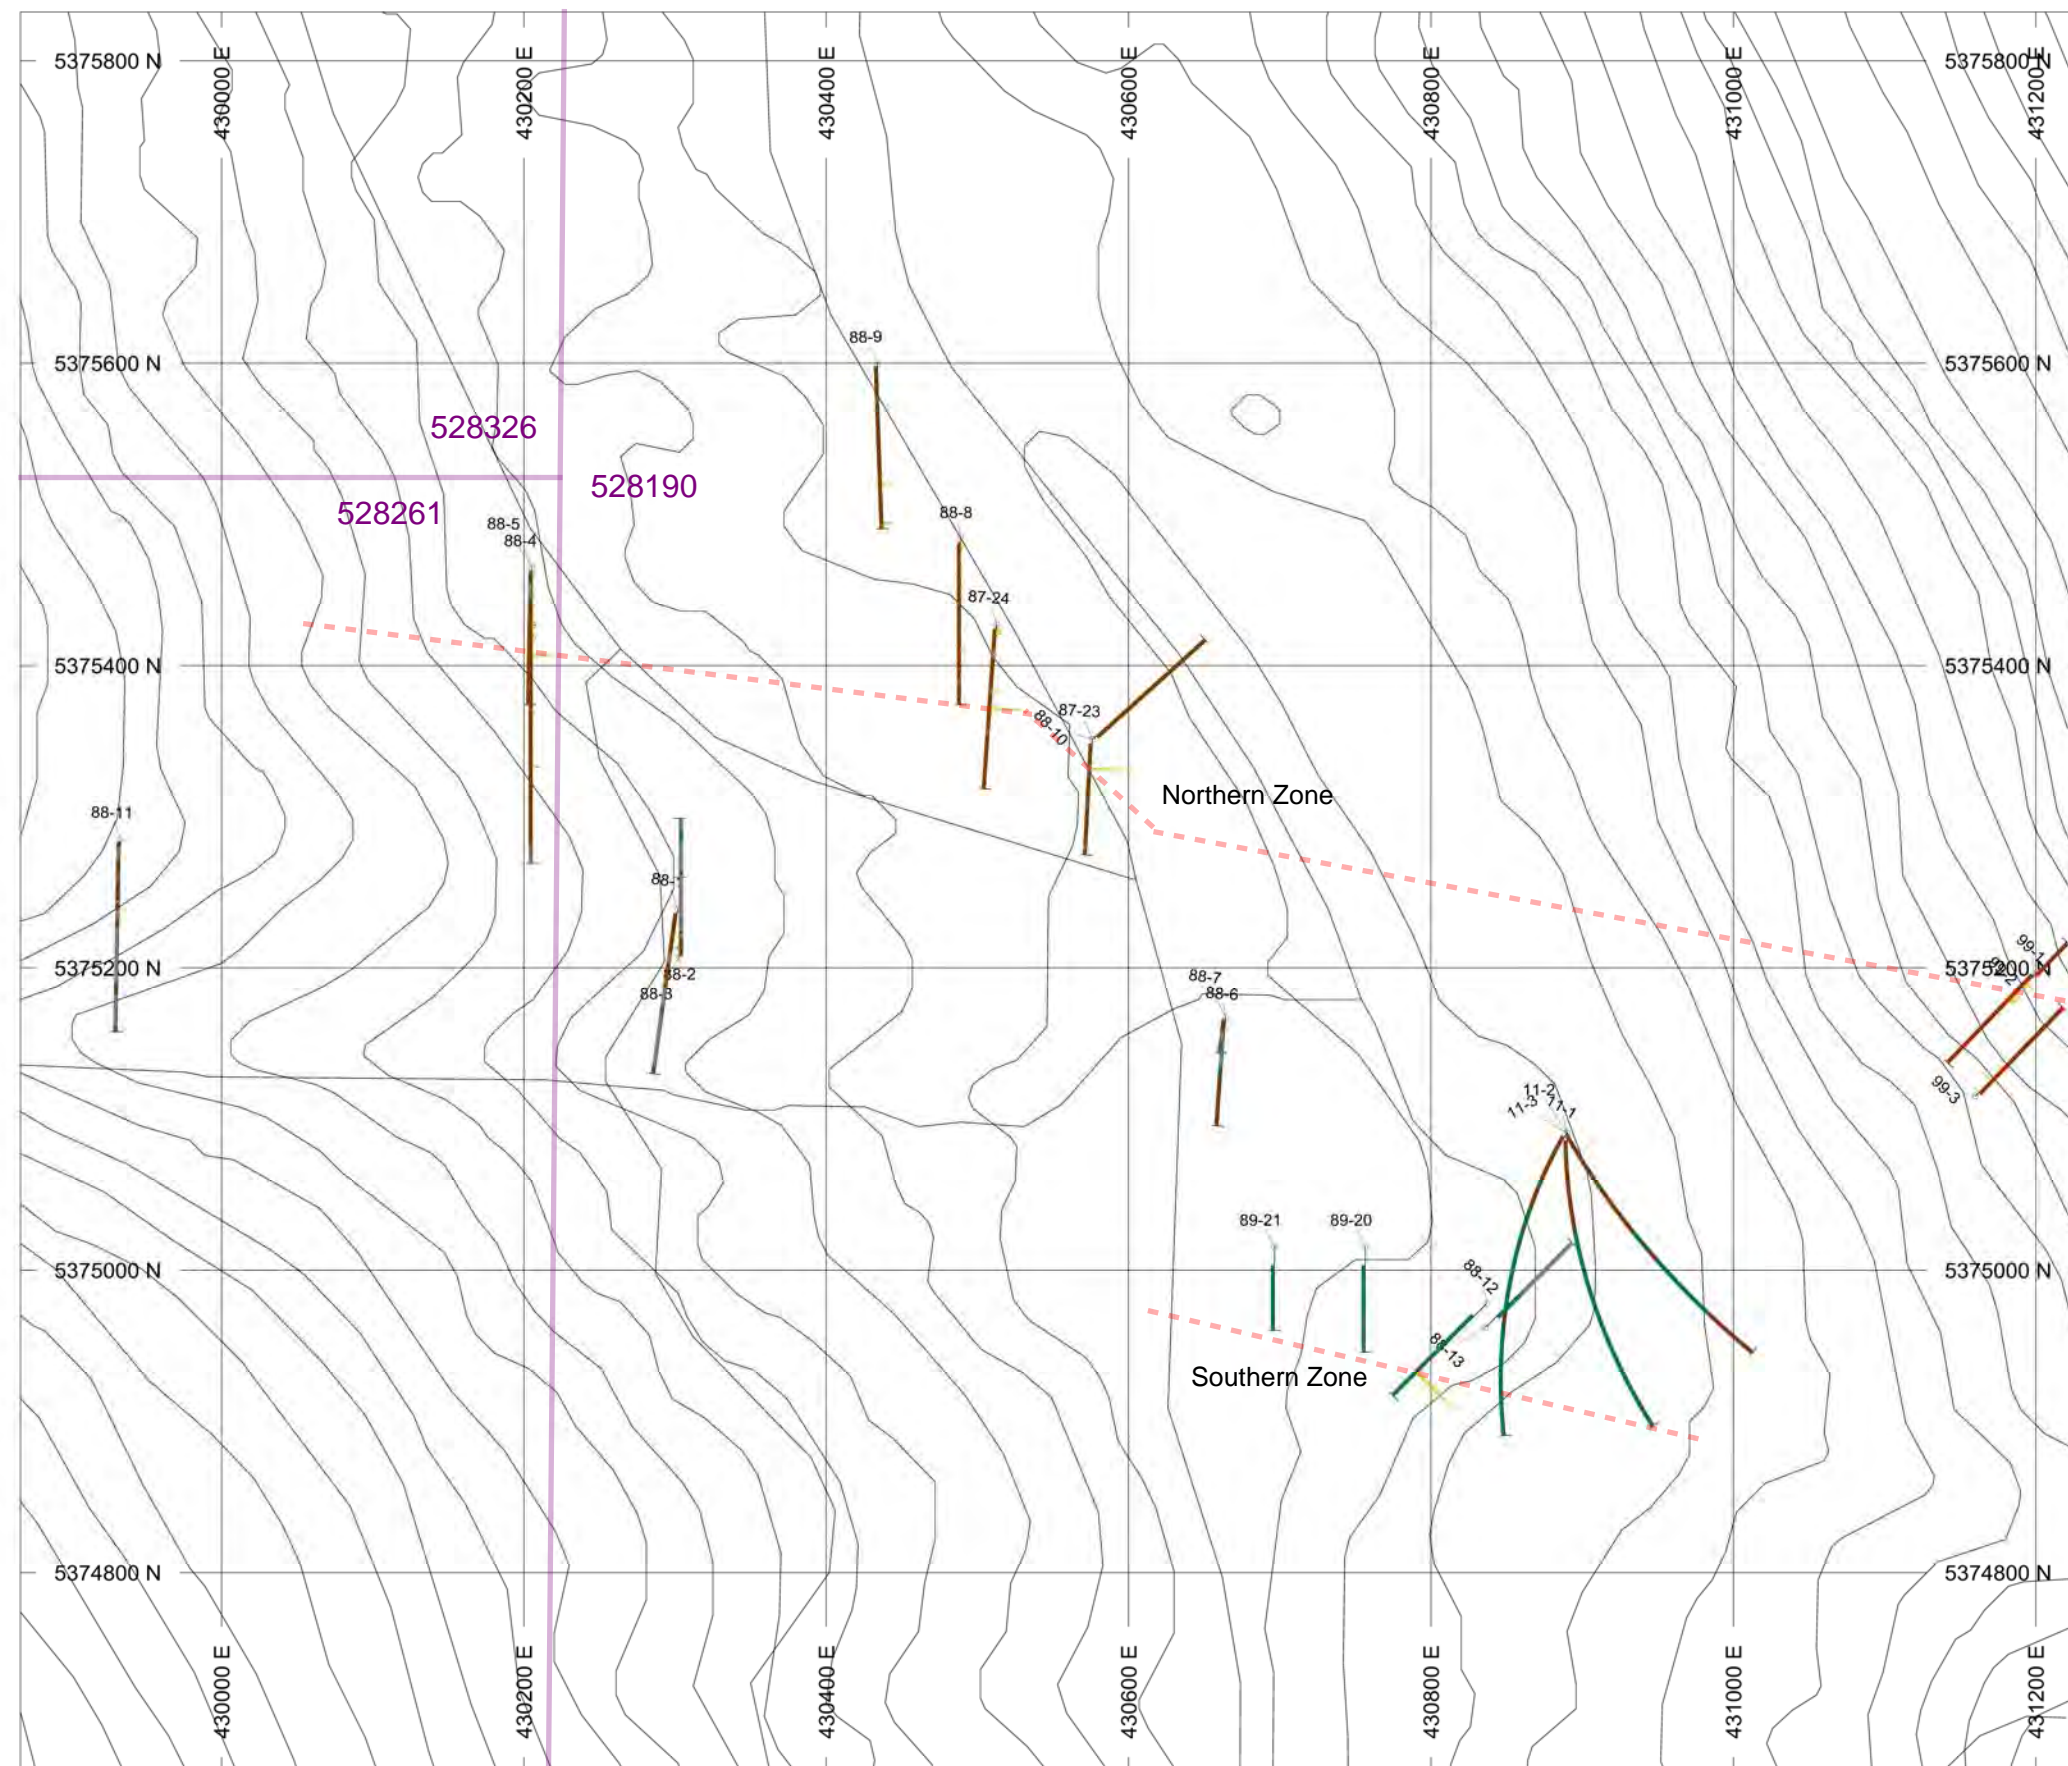 430000 E
430200 E
430400 E
430600 E
430800 E
431000 E
431200 E
5375800 N
5375800 N
88-9
5375600 N
5375600 N
528326
528190
528261
88-5
88-4
88-8
87-24
5375400 N
5375400 N
87-23
88-10
Northern Zone
88-11
88-
99-1
5375200 N
5375200 N
88-2
88-3
88-7
88-6
99-3
11-2
11-3
11-1
89-21
89-20
5375000 N
5375000 N
88-12
Southern Zone
5374800 N
5374800 N
430000 E
430200 E
430400 E
430600 E
430800 E
431000 E
431200 E